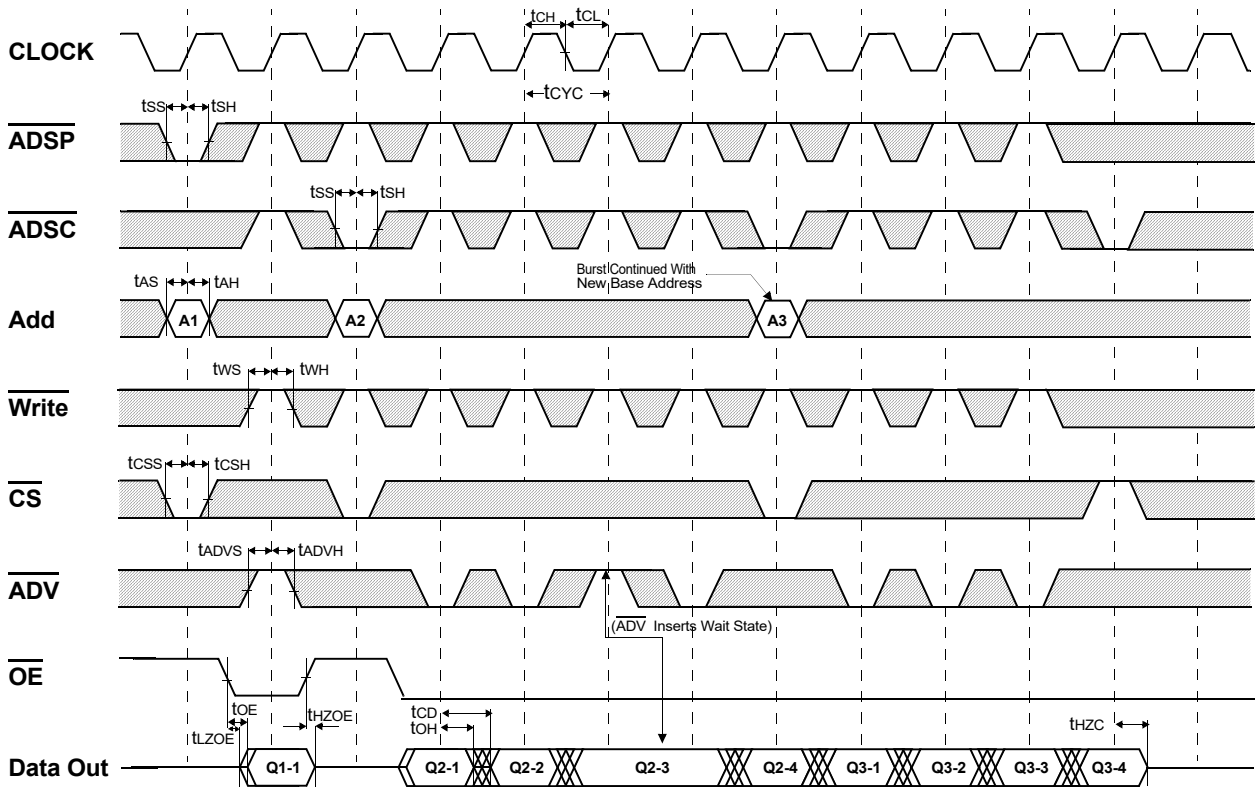 tCH tCL
CLOCK
tCYC
tSS tSH
ADSP
tSS tSH
ADSC
Burst Continued With
New Base Address
tAS tAH
Add
A1 A2 A3
tWS tWH
Write
tCSS tCSH
CS
tADVS tADVH
ADV
(ADV Inserts Wait State)
OE
tOE tHZOE tCD
tLZOE tOH tHZC
Data Out
Q1-1 Q2-1 Q2-2 Q2-3 Q2-4 Q3-1 Q3-2 Q3-3 Q3-4